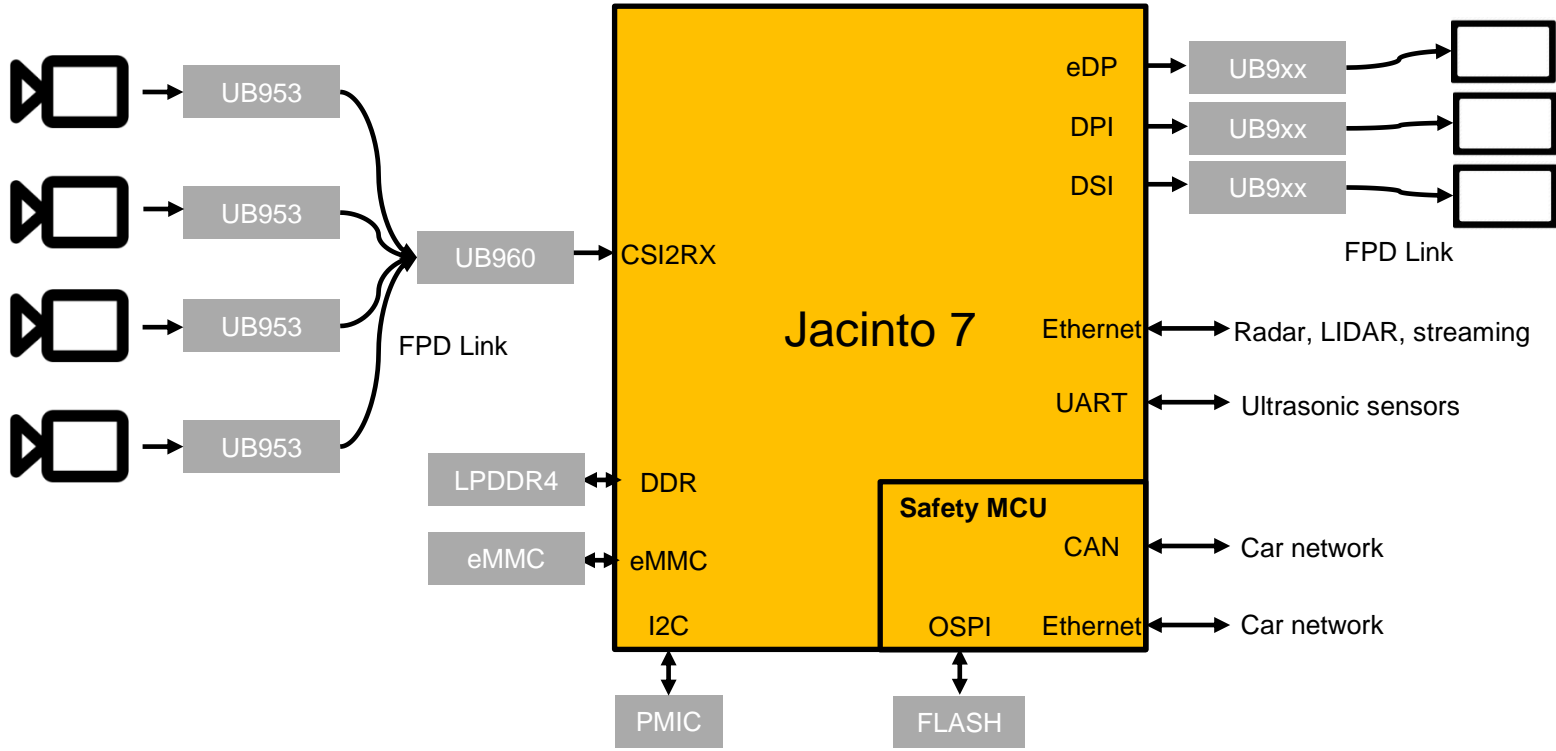 UB953
UB953
UB953
UB953
FPD Link
UB960
CSI2RX
LPDDR4
DDR
eMMC
eMMC
I2C
PMIC
Jacinto 7
eDP
UB9xx
DPI
UB9xx
DSI
UB9xx
FPD Link
Ethernet
Radar, LIDAR, streaming
UART
Ultrasonic sensors
Safety MCU
CAN
Car network
OSPI
Ethernet
Car network
FLASH